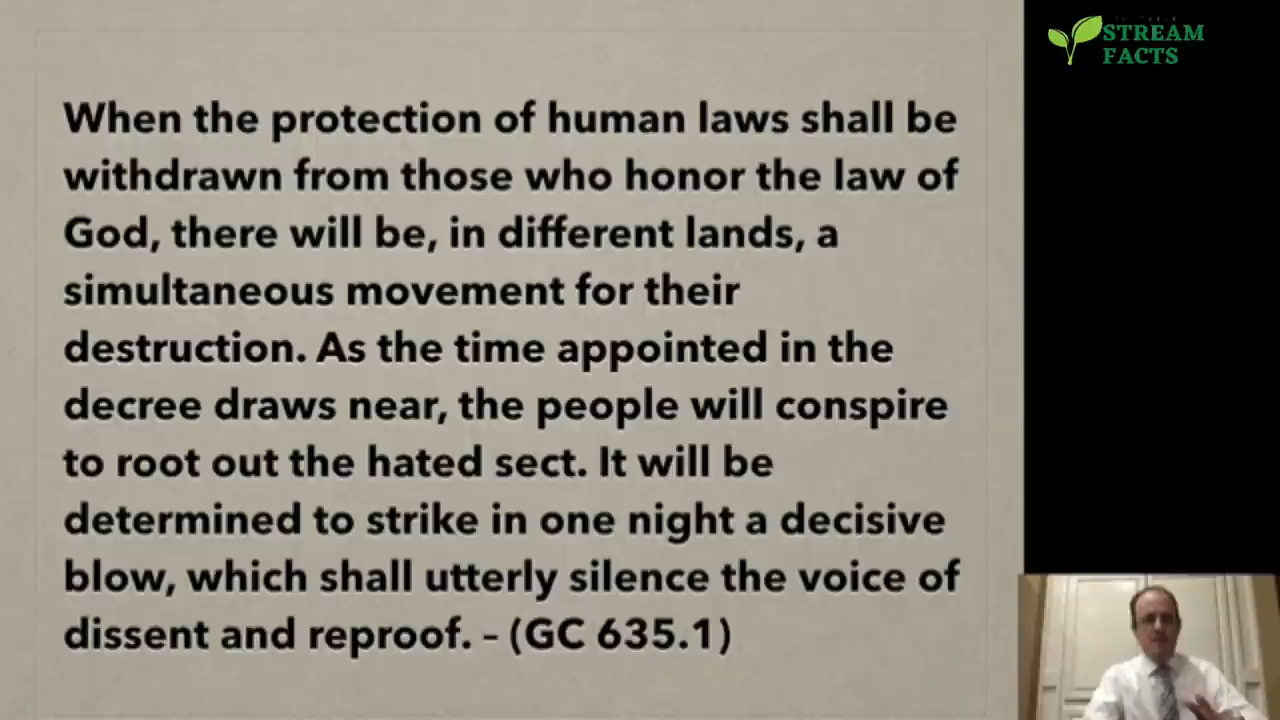 STREAM
FACTS
When the protection of human laws shall be
withdrawn from those who honor the law of
God, there will be, in different lands, a
simultaneous movement for their
destruction. As the time appointed in the
decree draws near, the people will conspire
to root out the hated sect. It will be
determined to strike in one night a decisive
blow, which shall utterly silence the voice of
dissent and reproof. – (GC 635.1)